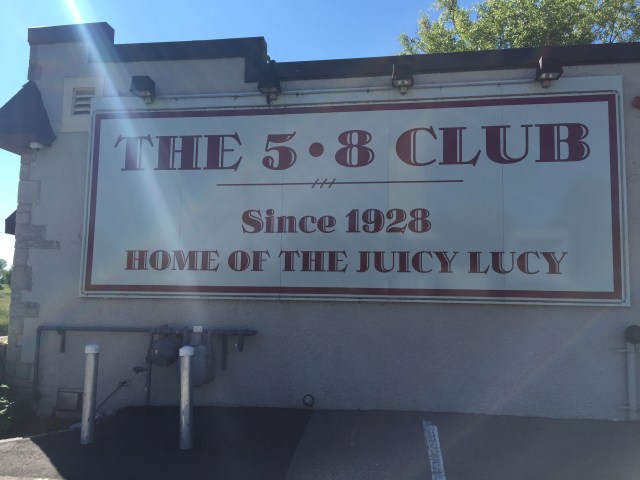 THE 5•8 CLUB
Since 1928
HOME OF THE JUICY LUCY